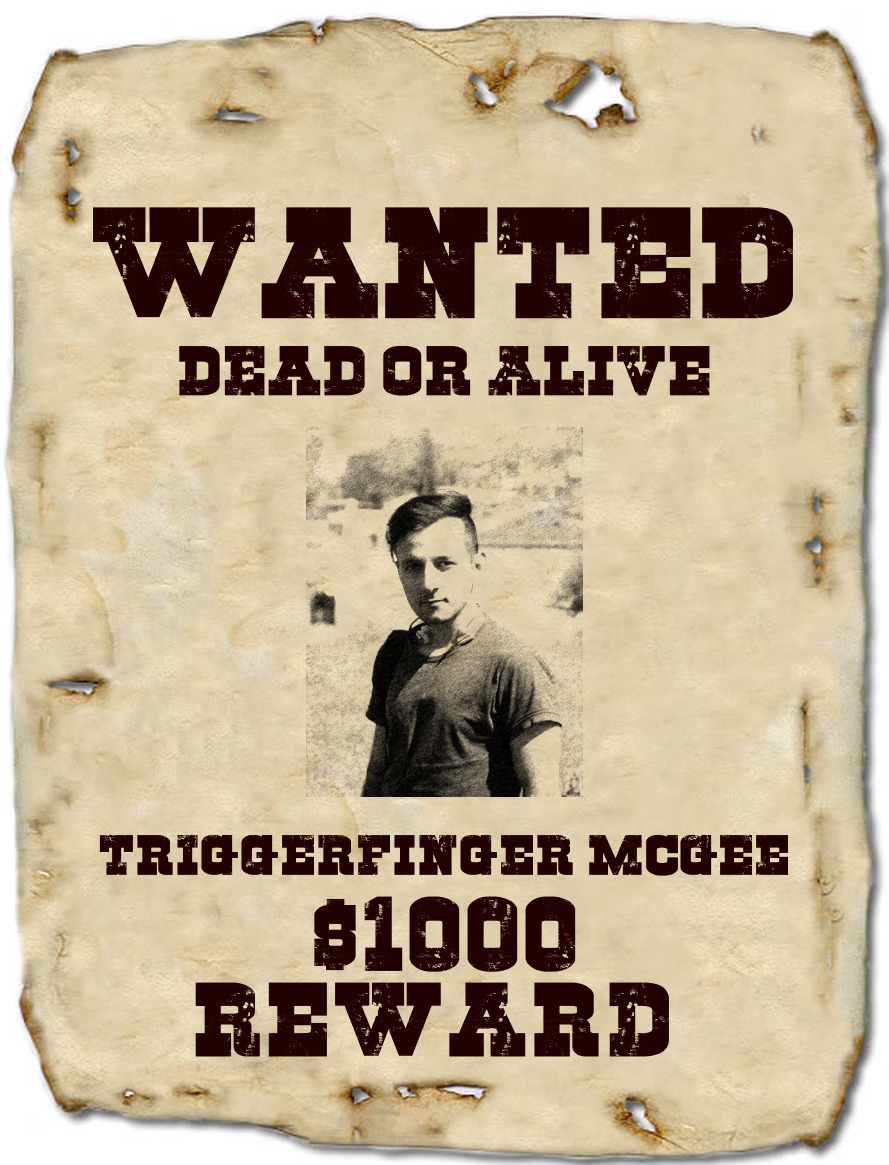 WANTED
DEAD OR ALIVE
TRIGGERFINGER MCGEE
$1000
REWARD